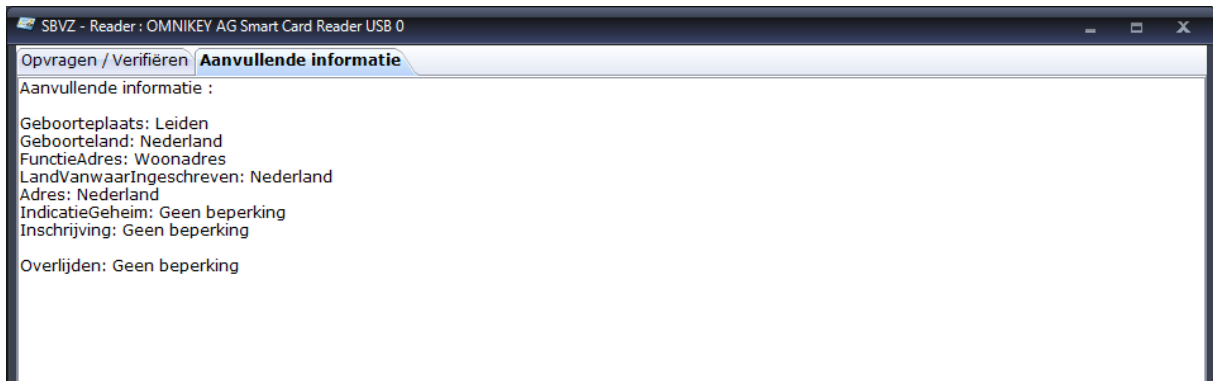 SBVZ - Reader : OMNIKEY AG Smart Card Reader USB 0
Opvragen / Verifiëren Aanvullende informatie
Aanvullende informatie :
Geboorteplaats: Leiden
Geboorteland: Nederland
FunctieAdres: Woonadres
LandVanwaarIngeschreven: Nederland
Adres: Nederland
IndicatieGeheim: Geen beperking
Inschrijving: Geen beperking
Overlijden: Geen beperking